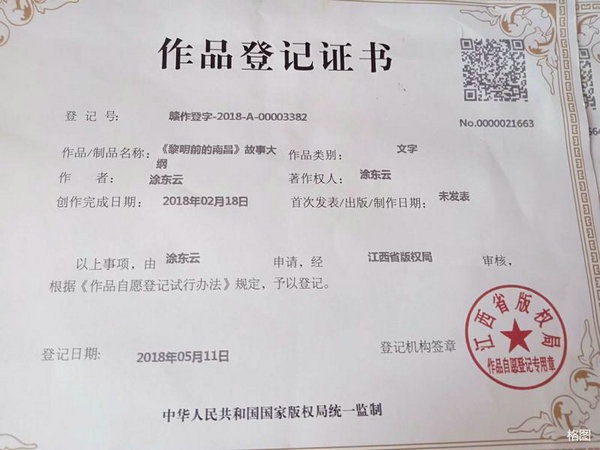 作品登记证书
登 记 号： 赣作登字-2018-A-00003382
No.0000021663
作品/制品名称：《黎明前的南昌》故事大纲 作品类别： 文字
作 者： 涂东云 著作权人： 涂东云
创作完成日期： 2018年02月18日 首次发表/出版/制作日期： 未发表
以上事项，由 涂东云 申请，经 江西省版权局 审核，
根据《作品自愿登记试行办法》规定，予以登记。
登记日期： 2018年05月11日 登记机构签章
江西省版权局
作品自愿登记专用章
中华人民共和国国家版权局统一监制
格图